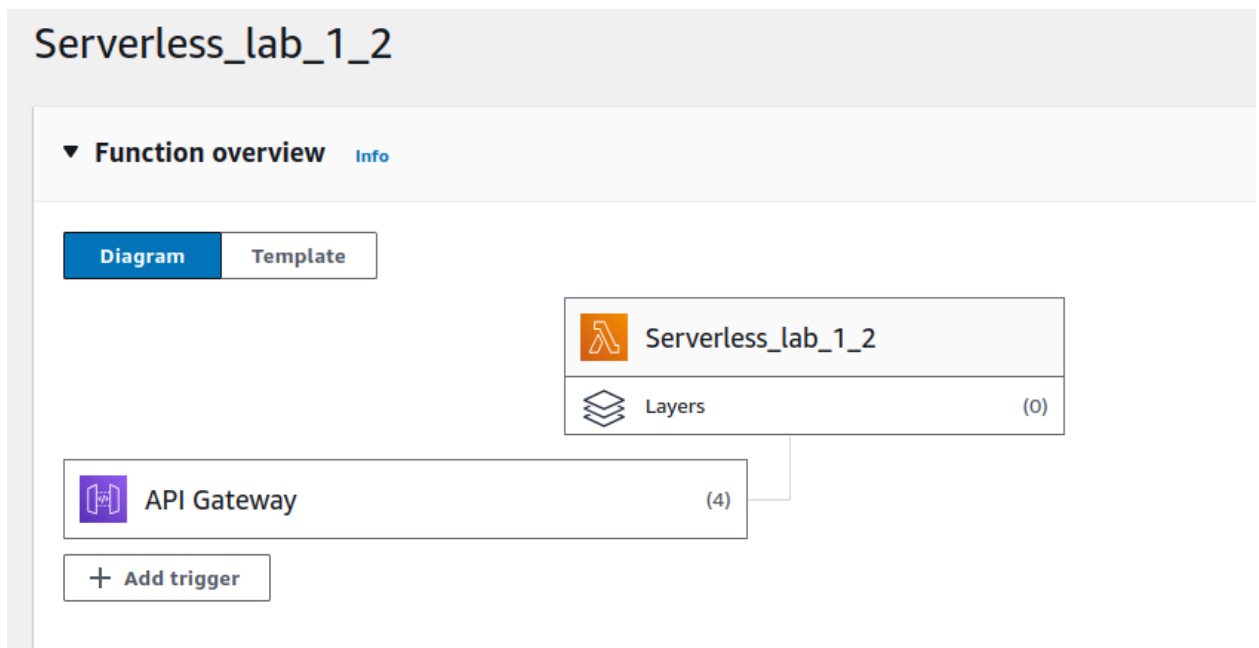 Serverless_lab_1_2
Function overview Info
Diagram Template
Serverless_lab_1_2
Layers (0)
API Gateway (4)
Add trigger